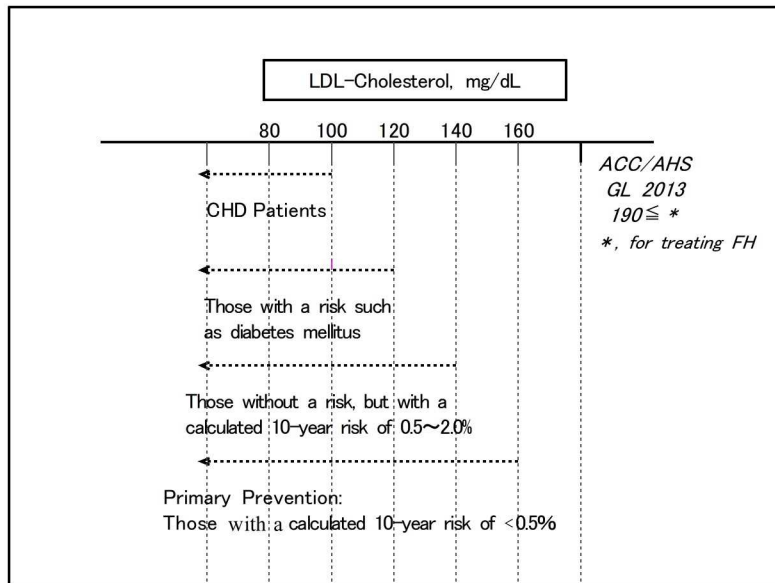 LDL-Cholesterol, mg/dL
80 100 120 140 160
ACC/AHS
GL 2013
190≦ *
*, for treating FH
CHD Patients
Those with a risk such
as diabetes mellitus
Those without a risk, but with a
calculated 10-year risk of 0.5~2.0%
Primary Prevention:
Those with a calculated 10-year risk of <0.5%